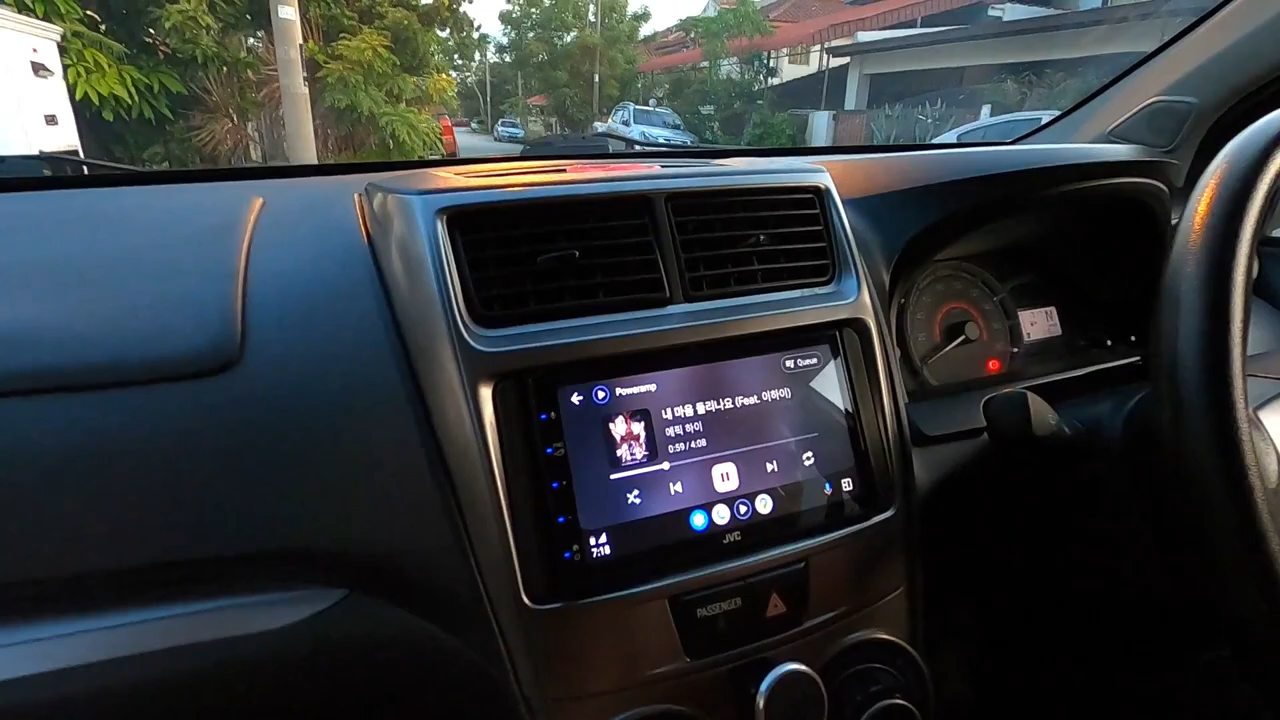 Queue
Poweramp
내 마음 들리나요 (Feat. 이하이)
에픽 하이
0:59 / 4:08
7:18
JVC
PASSENGER
N